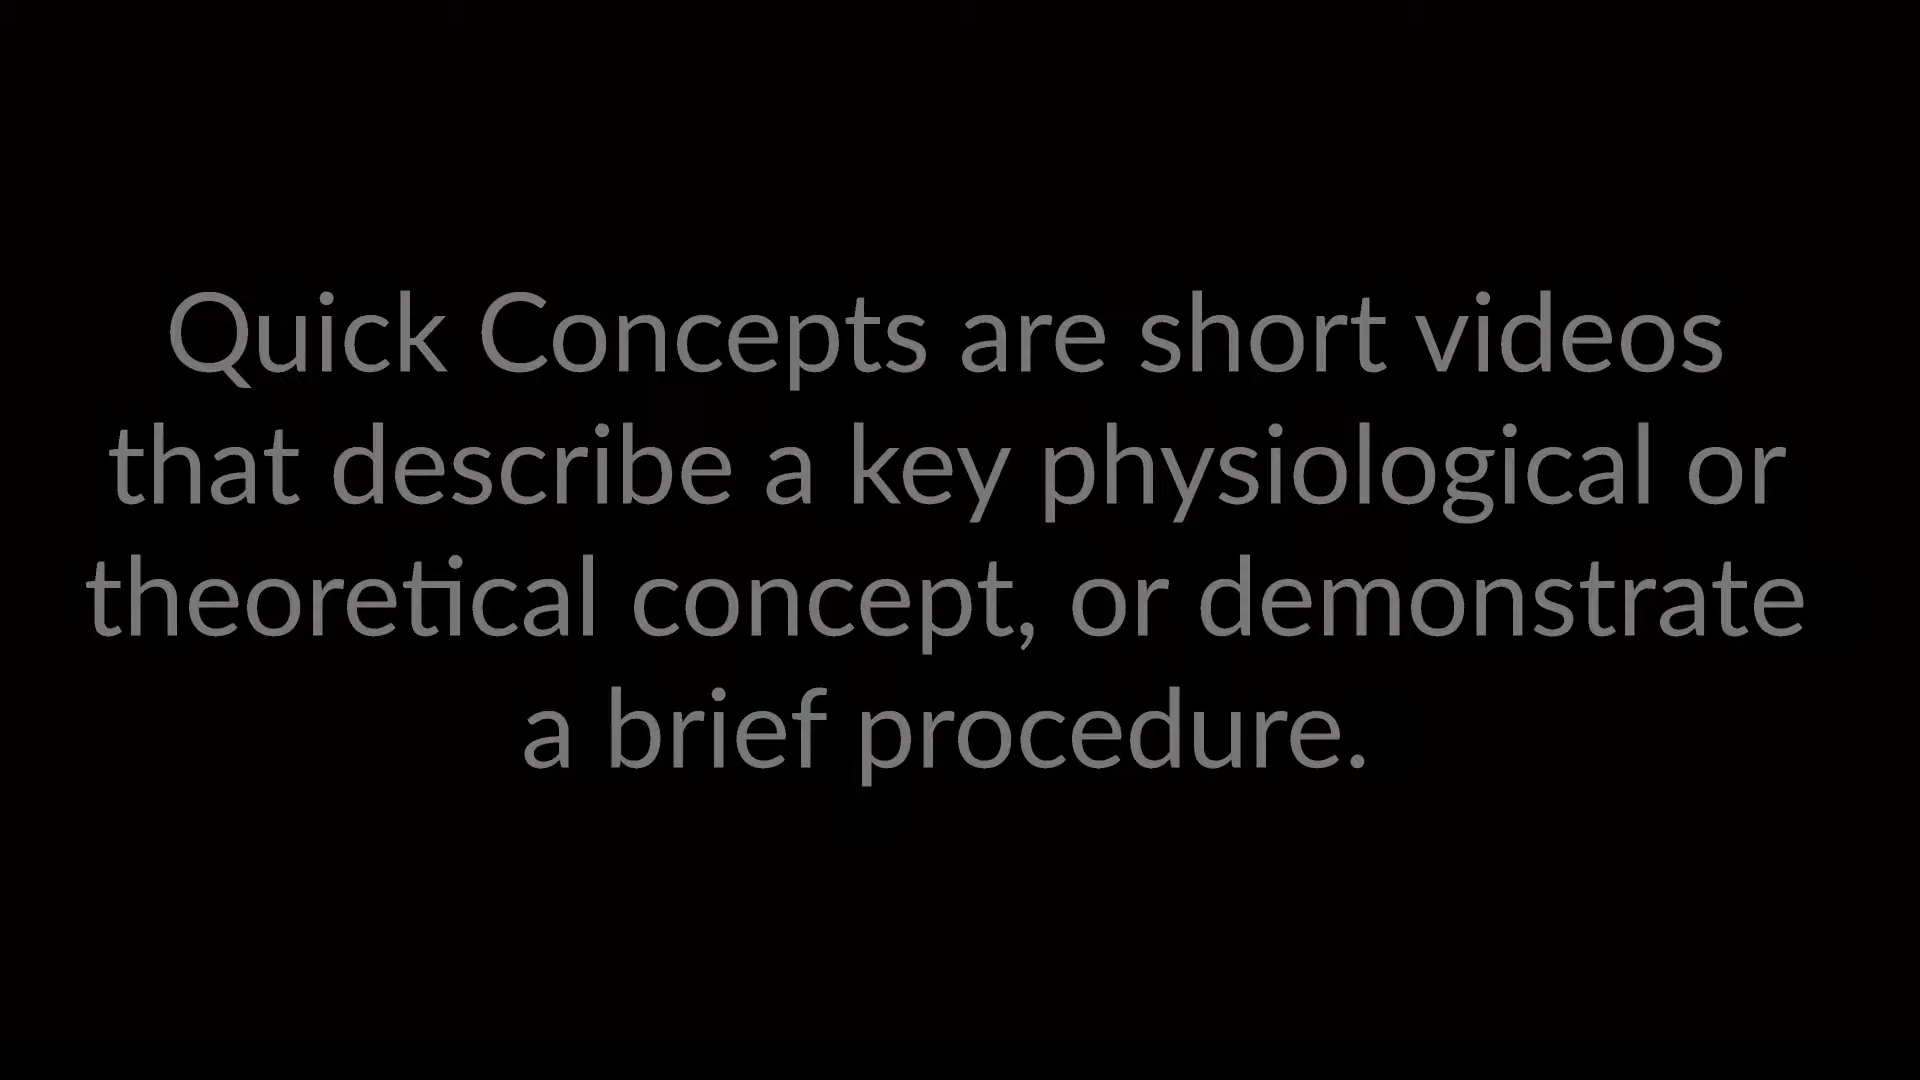 Quick Concepts are short videos
that describe a key physiological or
theoretical concept, or demonstrate
a brief procedure.